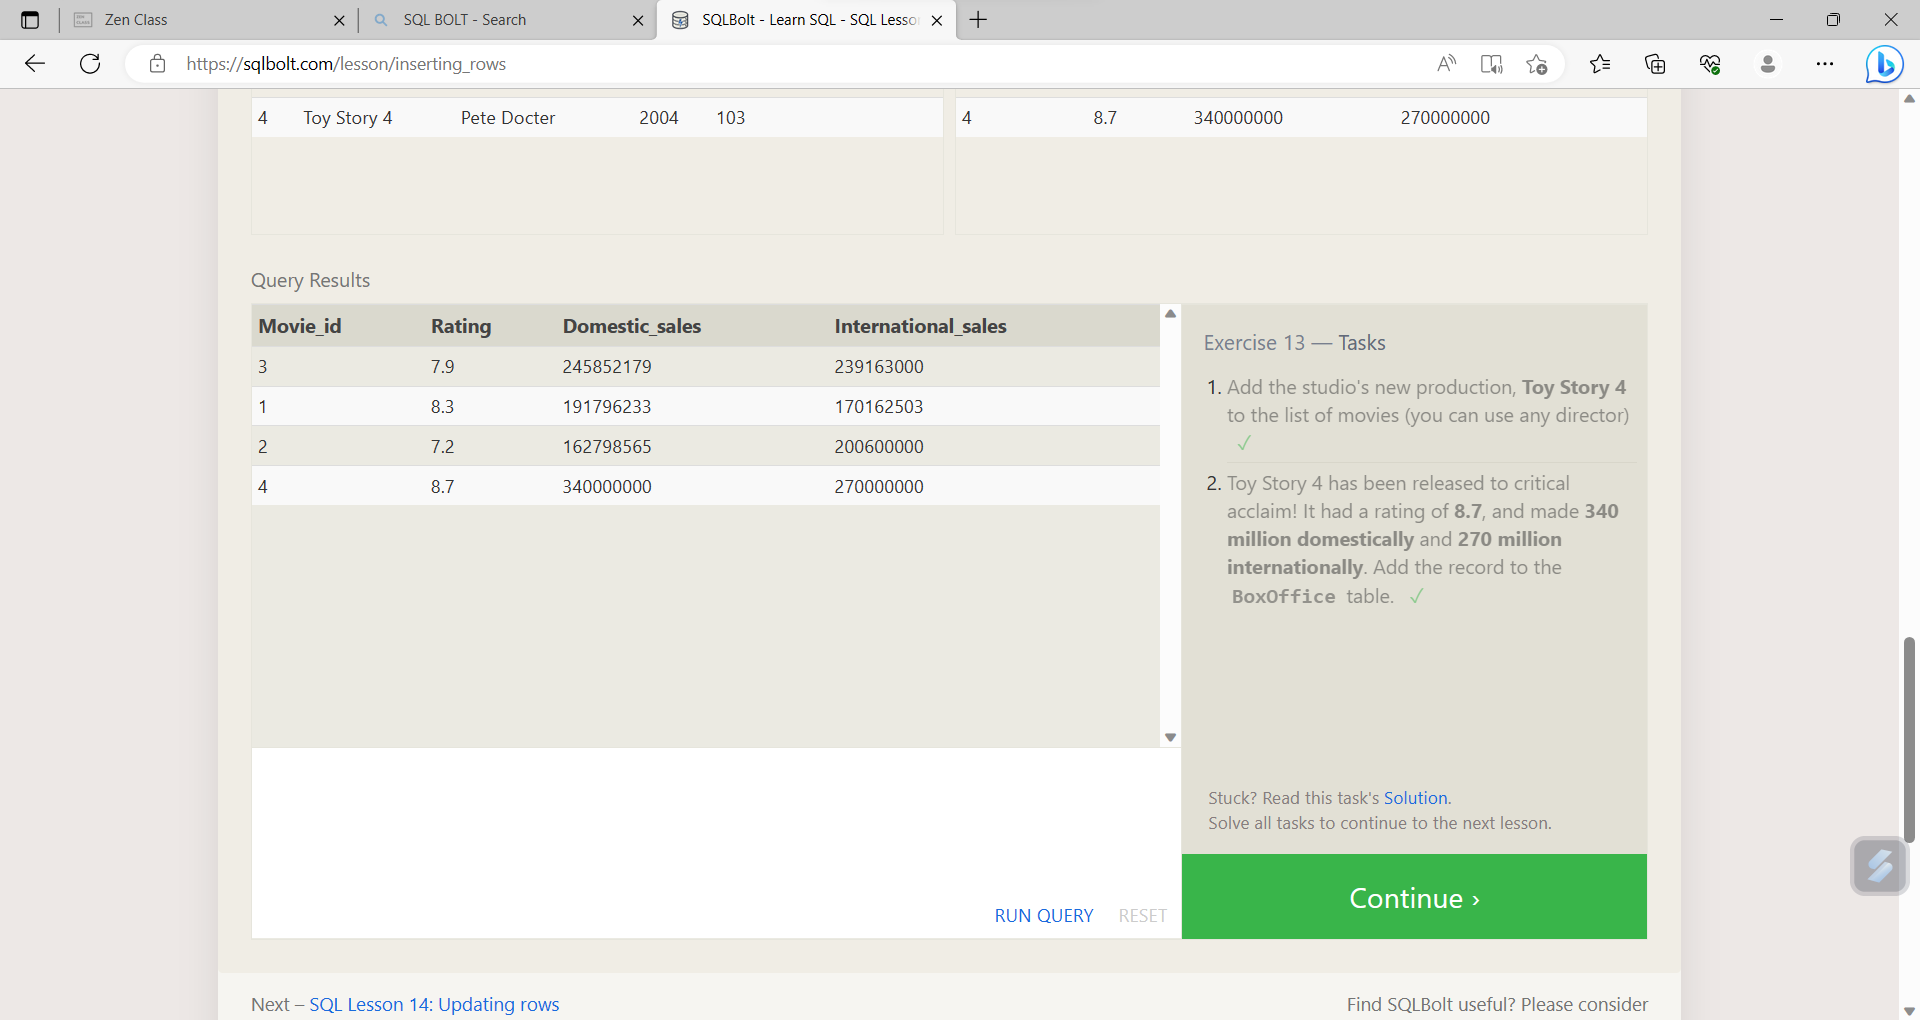 Zen Class
SQL BOLT - Search
SQLBolt - Learn SQL - SQL Lesso
https://sqlbolt.com/lesson/inserting_rows
4 Toy Story 4 Pete Docter 2004 103
4 8.7 340000000 270000000
Query Results
Movie_id Rating Domestic_sales International_sales
3 7.9 245852179 239163000
1 8.3 191796233 170162503
2 7.2 162798565 200600000
4 8.7 340000000 270000000
Exercise 13 — Tasks
1. Add the studio's new production, Toy Story 4
to the list of movies (you can use any director)
✓
2. Toy Story 4 has been released to critical
acclaim! It had a rating of 8.7, and made 340
million domestically and 270 million
internationally. Add the record to the
BoxOffice table. ✓
Stuck? Read this task's Solution.
Solve all tasks to continue to the next lesson.
RUN QUERY RESET
Continue ›
Next – SQL Lesson 14: Updating rows
Find SQLBolt useful? Please consider